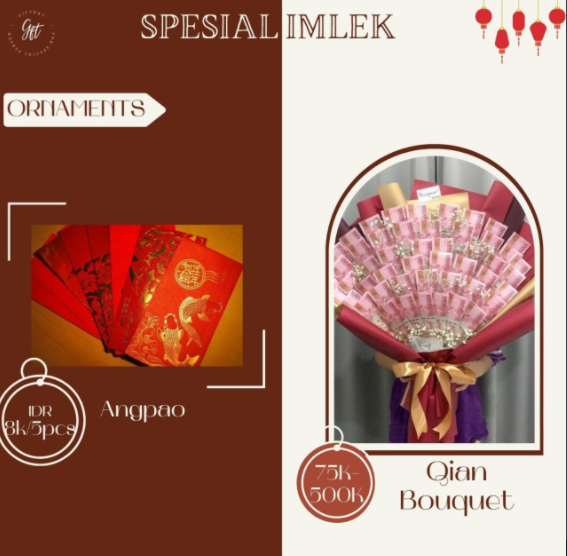 SPESIAL IMLEK
ORNAMENTS
IDR
8k/5pcs
Angpao
75K-
500K
Qian
Bouquet